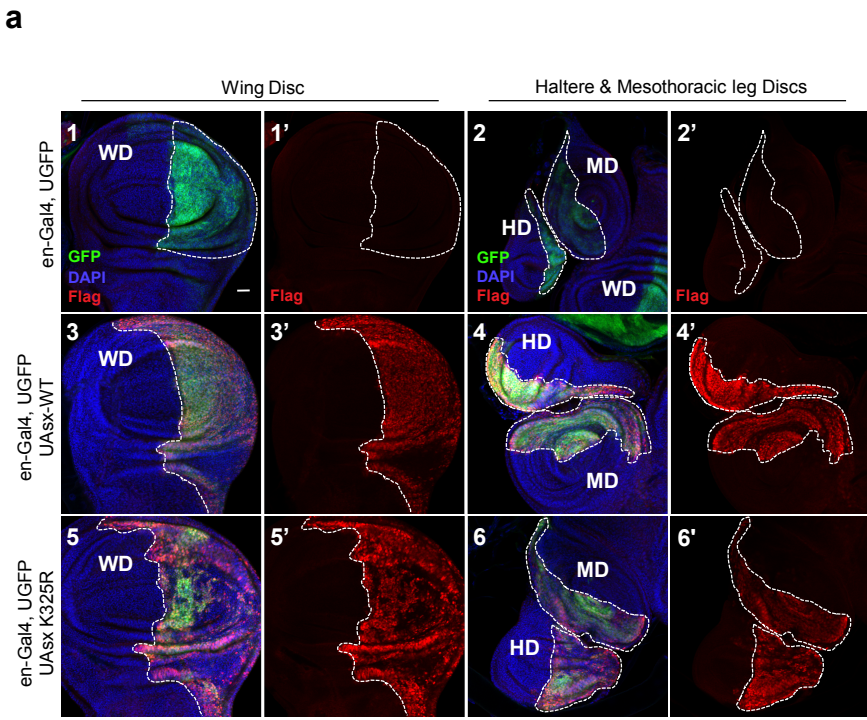 a
Wing Disc
Haltere & Mesothoracic leg Discs
en-Gal4, UGFP
1
WD
GFP
DAPI
Flag
1’
2
MD
HD
GFP
DAPI
Flag
WD
2’
Flag
en-Gal4, UGFP
UAsx-WT
3
WD
3’
4
HD
MD
4’
en-Gal4, UGFP
UAsx K325R
5
WD
5’
6
MD
HD
6'